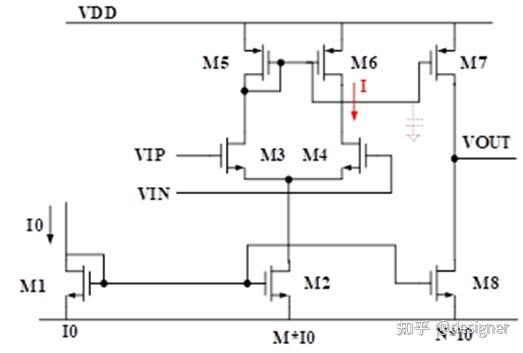 VDD
M5
M6
M7
I
VIP
M3
M4
VOUT
VIN
I0
M1
M2
M8
I0
M*I0
N*I0
知乎 @designer